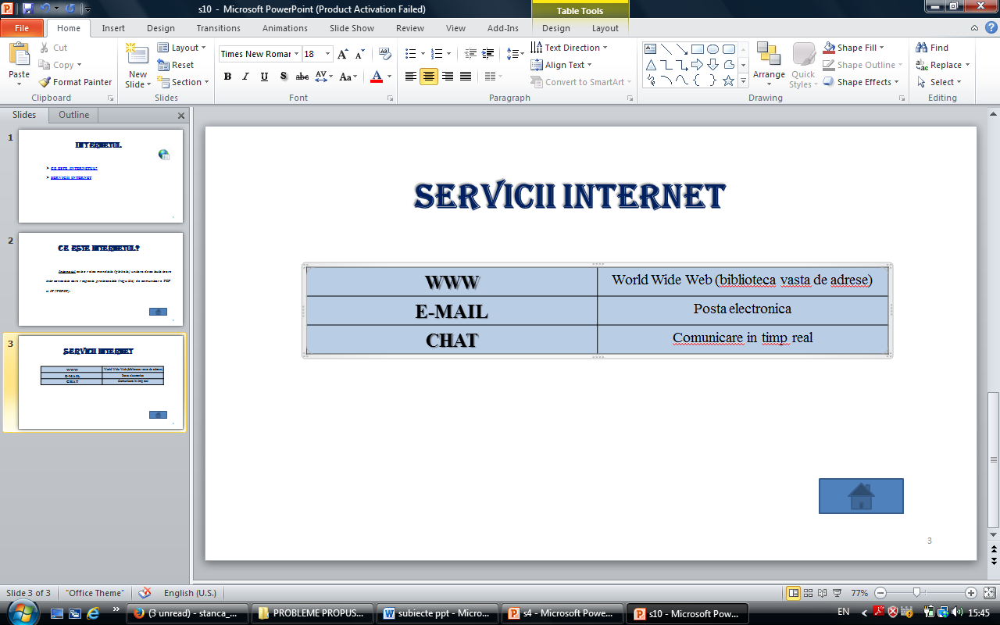 s10 - Microsoft PowerPoint (Product Activation Failed)
Table Tools
File Home Insert Design Transitions Animations Slide Show Review View Add-Ins Design Layout
Paste
Cut
Copy
Format Painter
Clipboard
New Slide
Layout
Reset
Section
Slides
Times New Romar 18
B I U S abc AV Aa A
Font
Text Direction
Align Text
Convert to SmartArt
Paragraph
Arrange
Quick Styles
Shape Fill
Shape Outline
Shape Effects
Drawing
Find
Replace
Select
Editing
Slides Outline
1
INTERNETUL
CE ESTE INTERNETUL?
SERVICII INTERNET
2
CE ESTE INTERNETUL?
3
SERVICII INTERNET
WWW World Wide Web (biblioteca vasta de adrese)
E-MAIL Posta electronica
CHAT Comunicare in timp real
SERVICII INTERNET
WWW World Wide Web (biblioteca vasta de adrese)
E-MAIL Posta electronica
CHAT Comunicare in timp real
3
Slide 3 of 3 "Office Theme" English (U.S.) 77%
(3 unread) - stanca_... PROBLEME PROPUS... subiecte ppt - Micro... s4 - Microsoft Powe... s10 - Microsoft Pow... EN 15:45